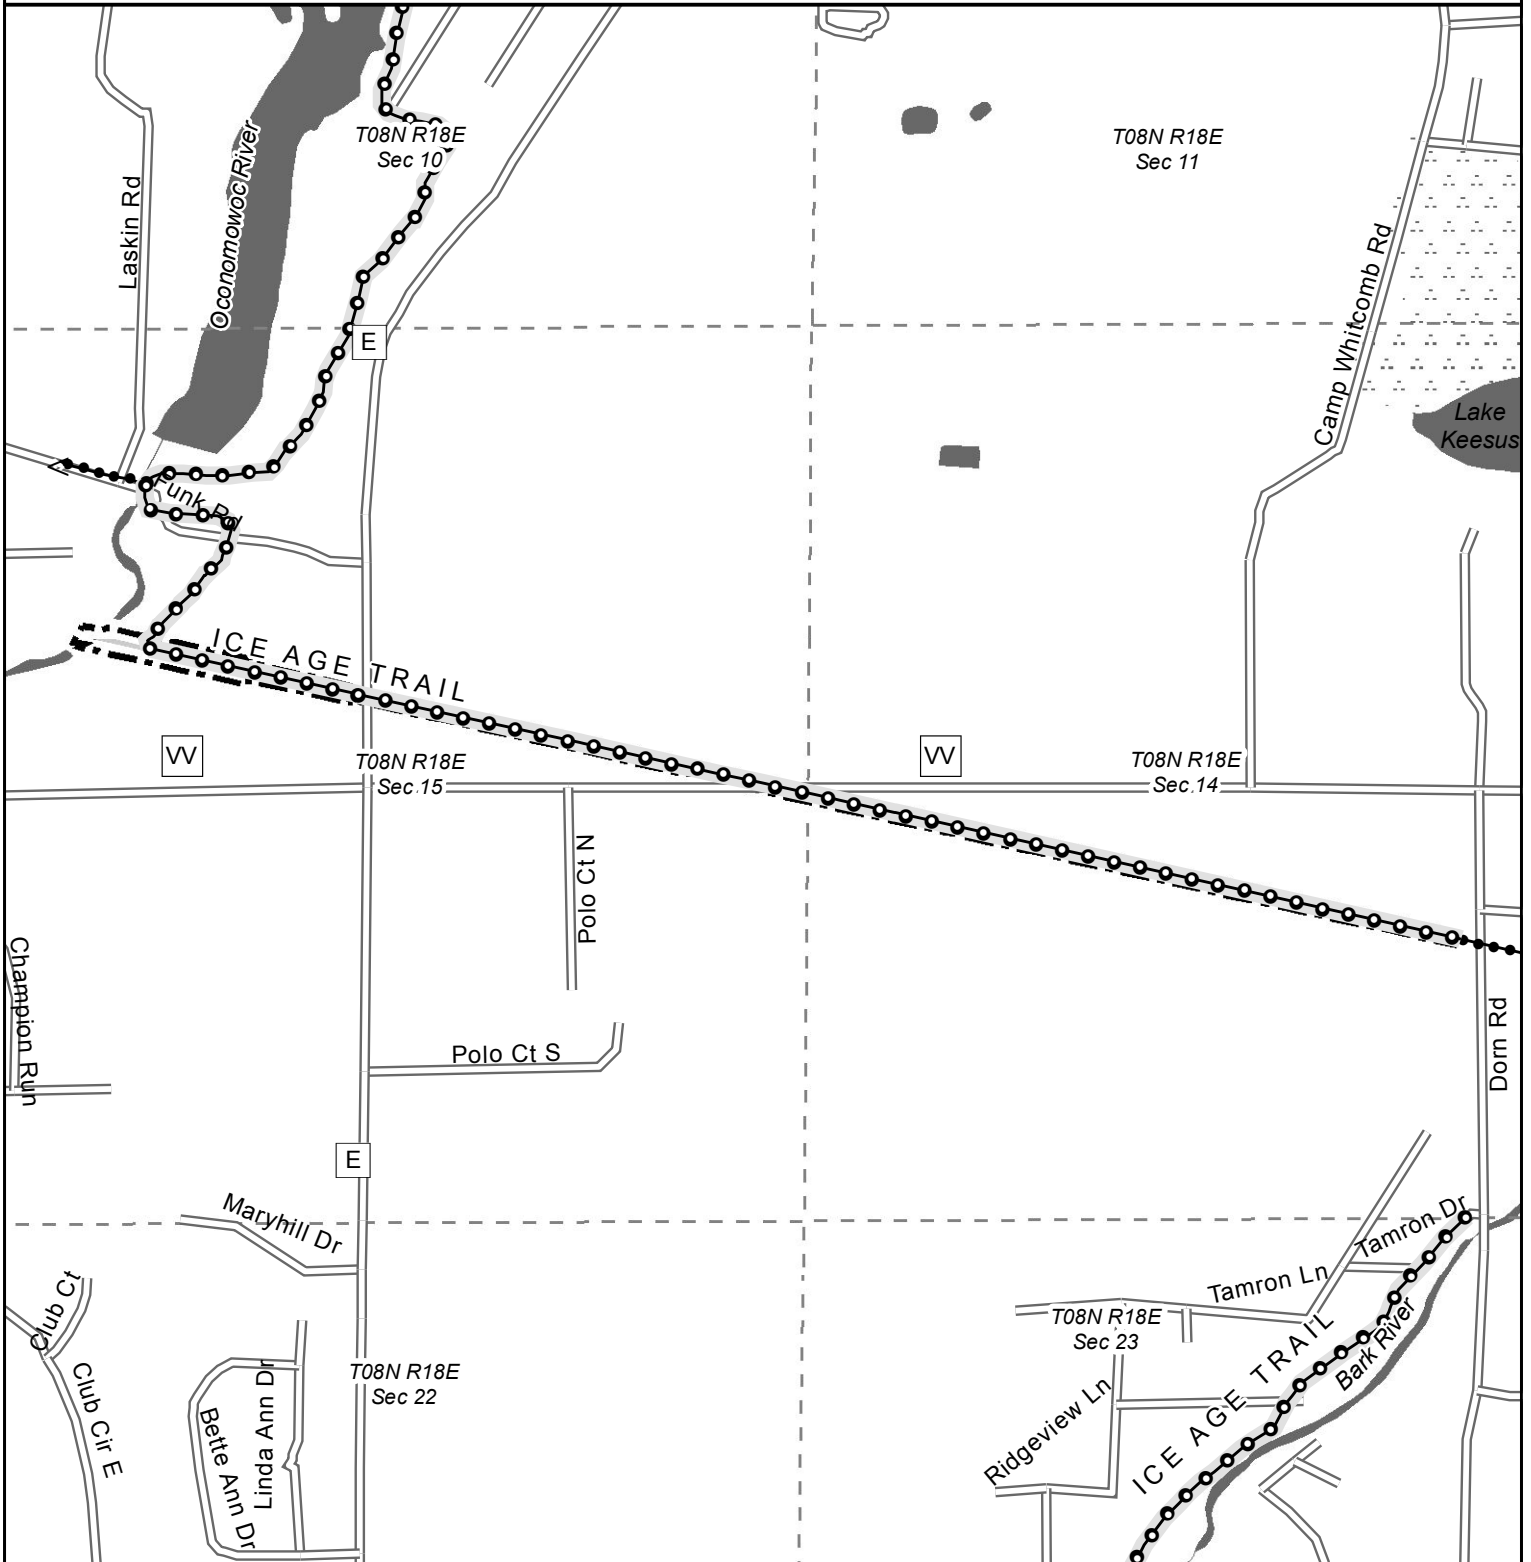 T08N R18E
Sec 10
T08N R18E
Sec 11
Oconomowoc River
Laskin Rd
Camp Whitcomb Rd
E
Lake
Keesus
Funk Rd
ICE AGE TRAIL
VV
VV
T08N R18E
Sec 15
T08N R18E
Sec 14
Polo Ct N
Champion Run
Polo Ct S
Dorn Rd
E
Maryhill Dr
Tamron Dr
Tamron Ln
Club Ct
T08N R18E
Sec 23
Bark River
ICE AGE TRAIL
T08N R18E
Sec 22
Club Cir E
Linda Ann Dr
Bette Ann Dr
Ridgeview Ln